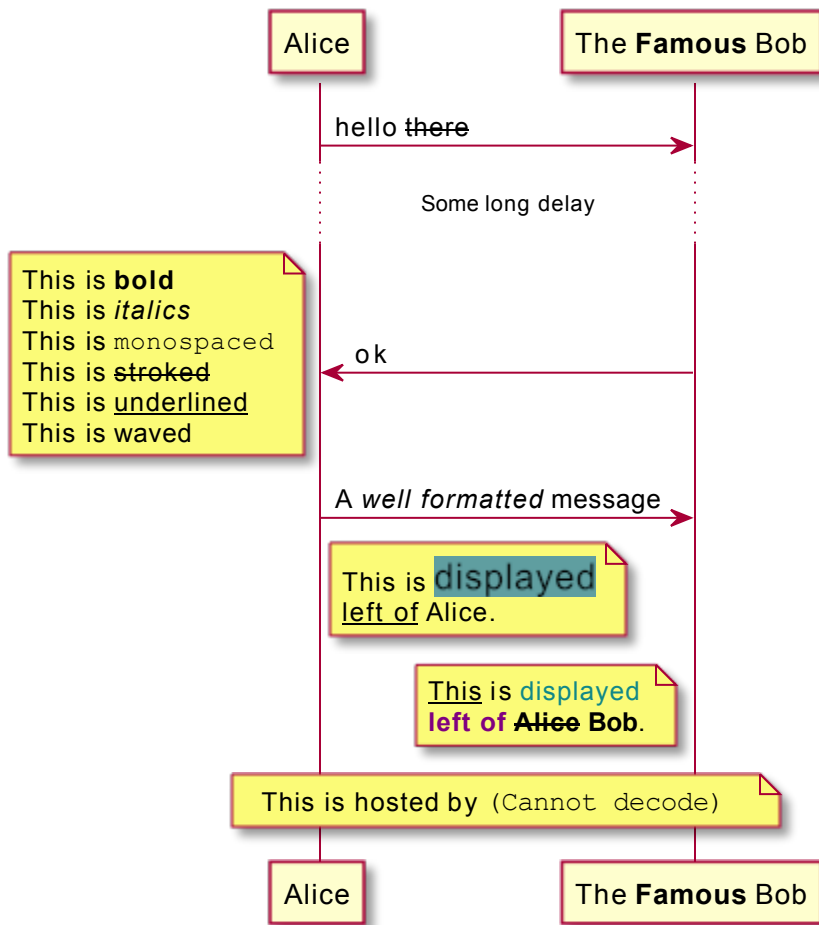 Alice
The Famous Bob
hello there
Some long delay
This is bold
This is italics
This is monospaced
This is stroked
This is underlined
This is waved
ok
A well formatted message
This is displayed
left of Alice.
This is displayed
left of Alice Bob.
This is hosted by (Cannot decode)
Alice
The Famous Bob